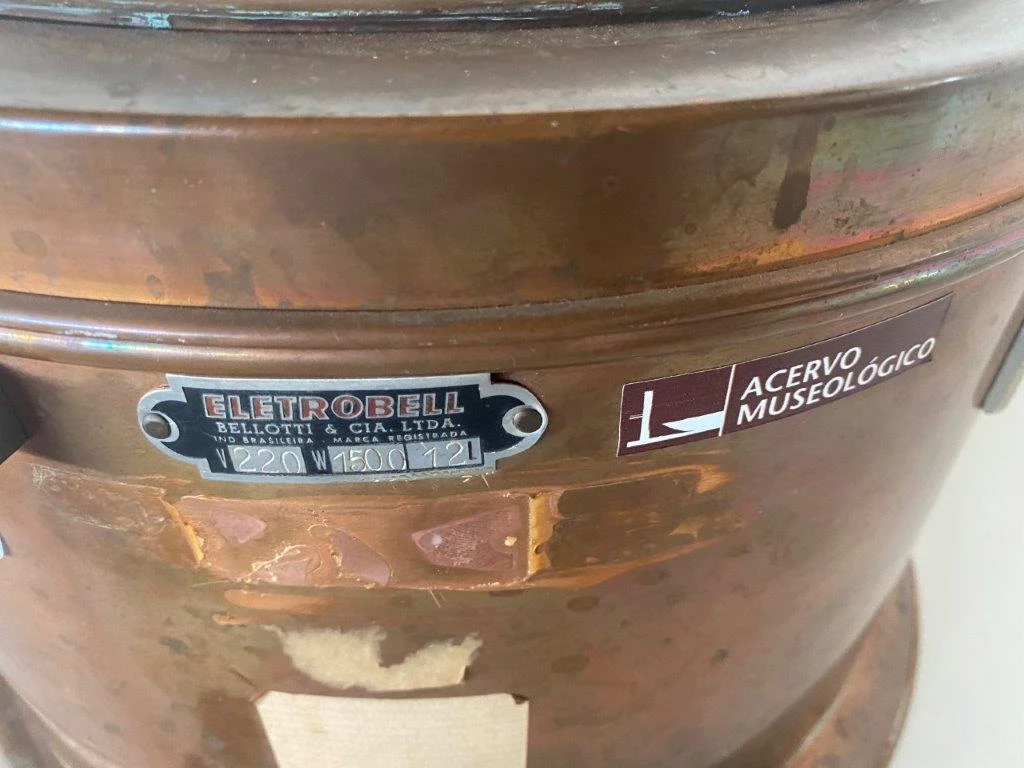 ELETROBELL
BELLOTTI & CIA. LTDA.
IND BRASILEIRA . MARCA REGISTRADA
V 220 W 1500 12 L
ACERVO
MUSEOLÓGICO